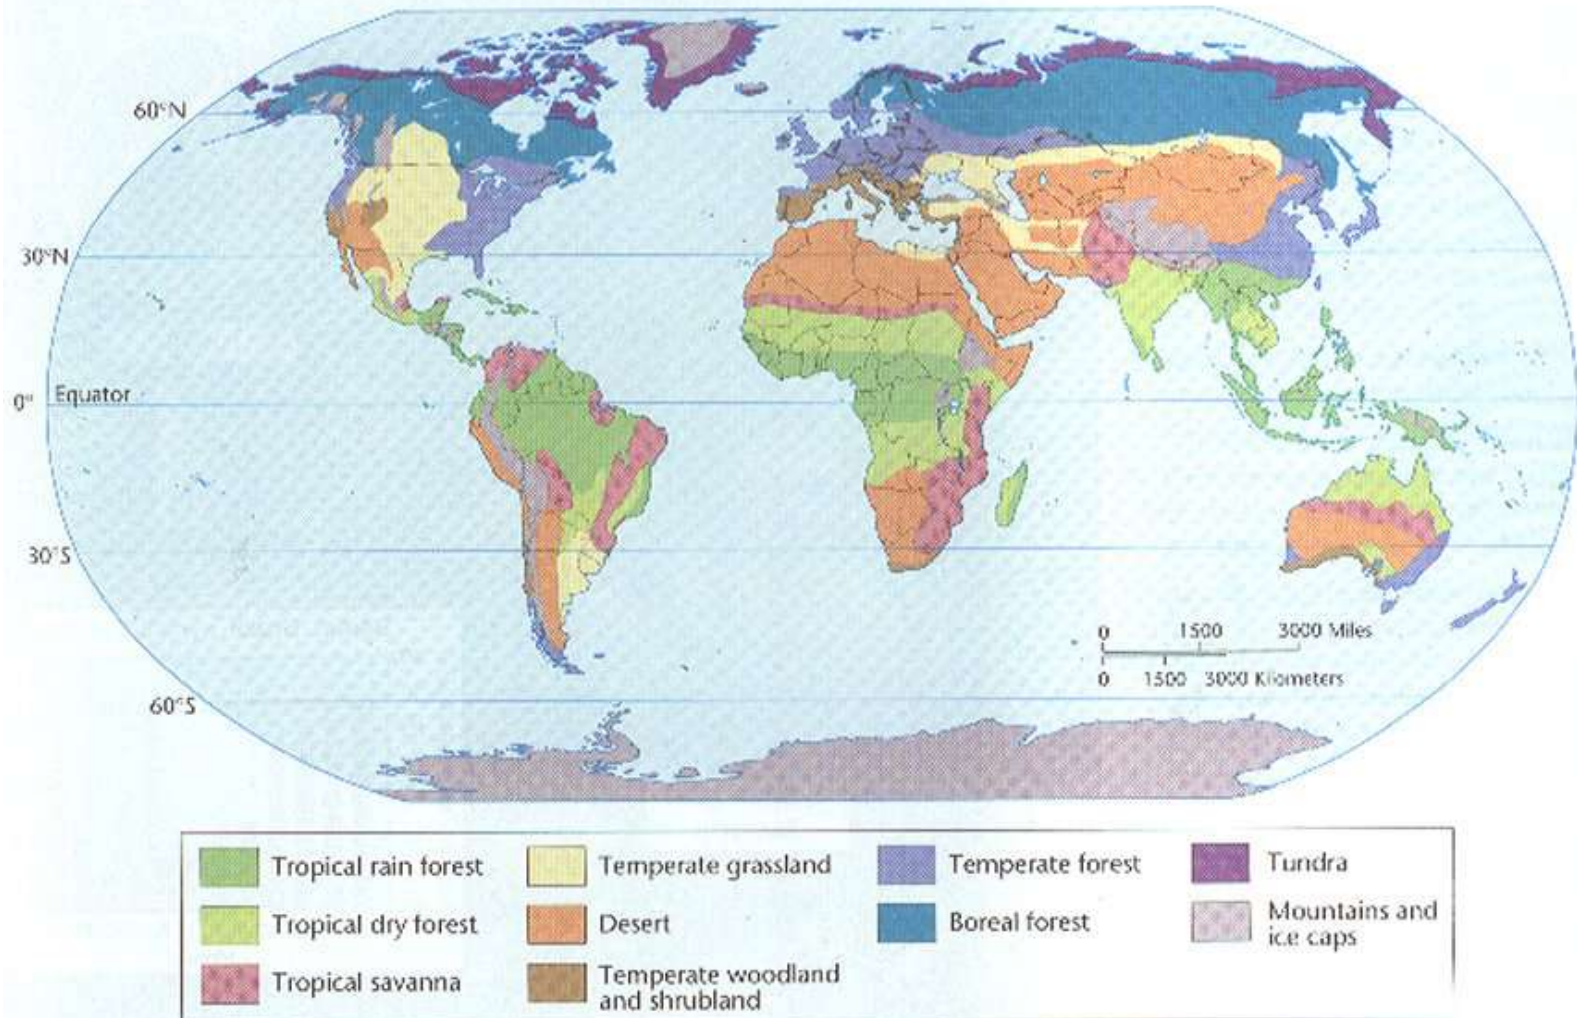 60°N
30°N
0° Equator
30°S
60°S
0 1500 3000 Miles
0 1500 3000 Kilometers
Tropical rain forest
Temperate grassland
Temperate forest
Tundra
Tropical dry forest
Desert
Boreal forest
Mountains and
ice caps
Tropical savanna
Temperate woodland
and shrubland